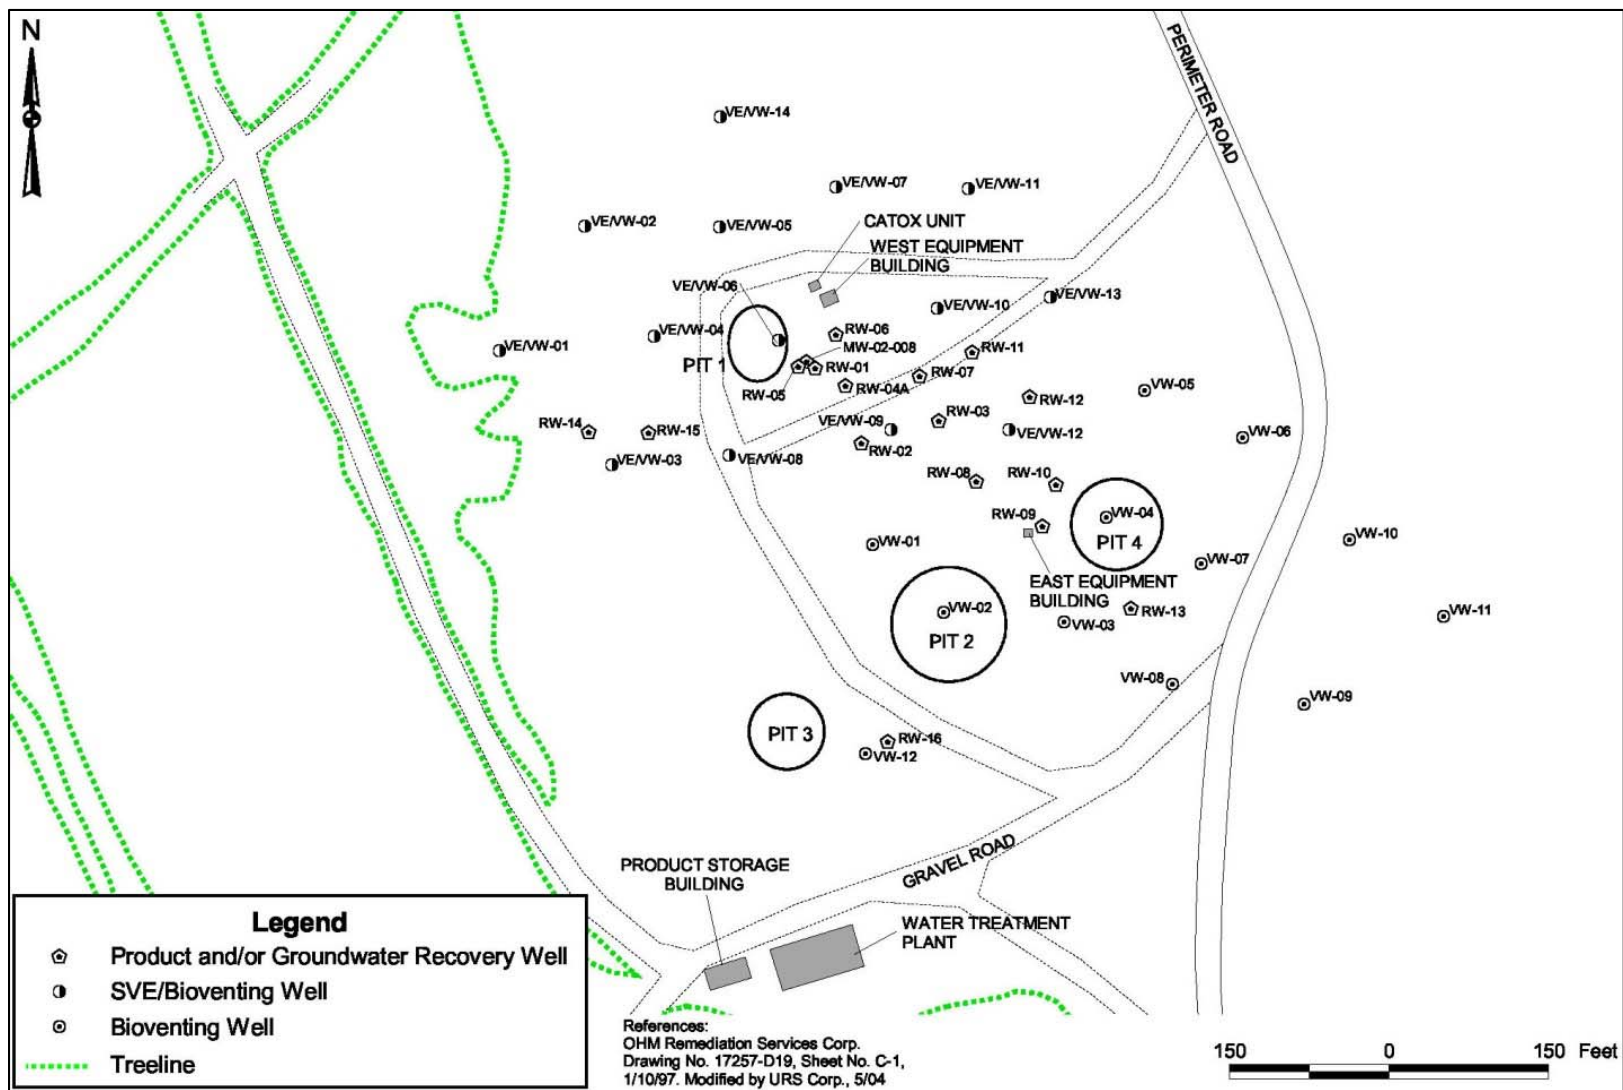 N
PERIMETER ROAD
VE/VW-14
VE/VW-07
VE/VW-11
VE/VW-02
VE/VW-05
CATOX UNIT
WEST EQUIPMENT
BUILDING
VE/VW-06
VE/VW-10
VE/VW-13
VE/VW-04
RW-06
VE/VW-01
MW-02-008
RW-11
PIT 1
RW-01
RW-07
RW-05
RW-04A
VW-05
RW-12
RW-03
RW-14
RW-15
VE/VW-09
VE/VW-12
VW-06
RW-02
VE/VW-03
VE/VW-08
RW-08
RW-10
RW-09
VW-04
VW-10
VW-01
PIT 4
VW-07
EAST EQUIPMENT
BUILDING
VW-02
RW-13
VW-11
VW-03
PIT 2
VW-08
VW-09
PIT 3
RW-16
VW-12
GRAVEL ROAD
PRODUCT STORAGE
BUILDING
WATER TREATMENT
PLANT
Legend
Product and/or Groundwater Recovery Well
SVE/Bioventing Well
Bioventing Well
Treeline
References:
OHM Remediation Services Corp.
Drawing No. 17257-D19, Sheet No. C-1,
1/10/97. Modified by URS Corp., 5/04
150 0 150 Feet